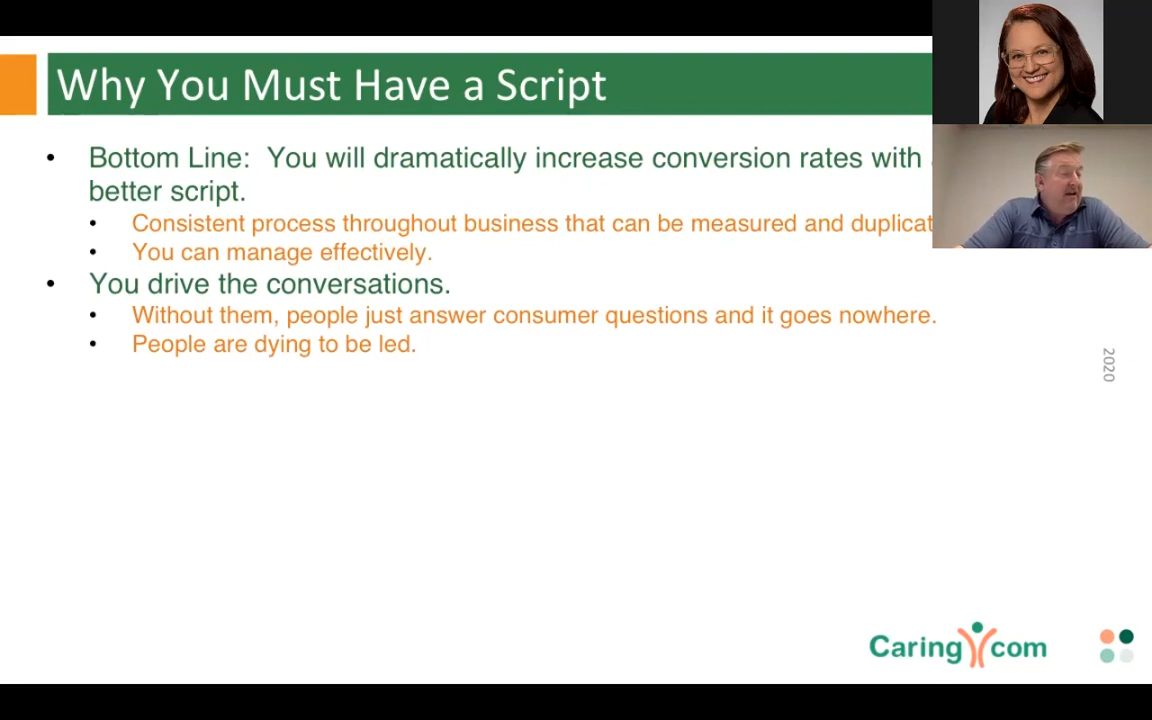 Why You Must Have a Script
• Bottom Line:  You will dramatically increase conversion rates with
better script.
• Consistent process throughout business that can be measured and duplicat
• You can manage effectively.
• You drive the conversations.
• Without them, people just answer consumer questions and it goes nowhere.
• People are dying to be led.
2020
Caring com